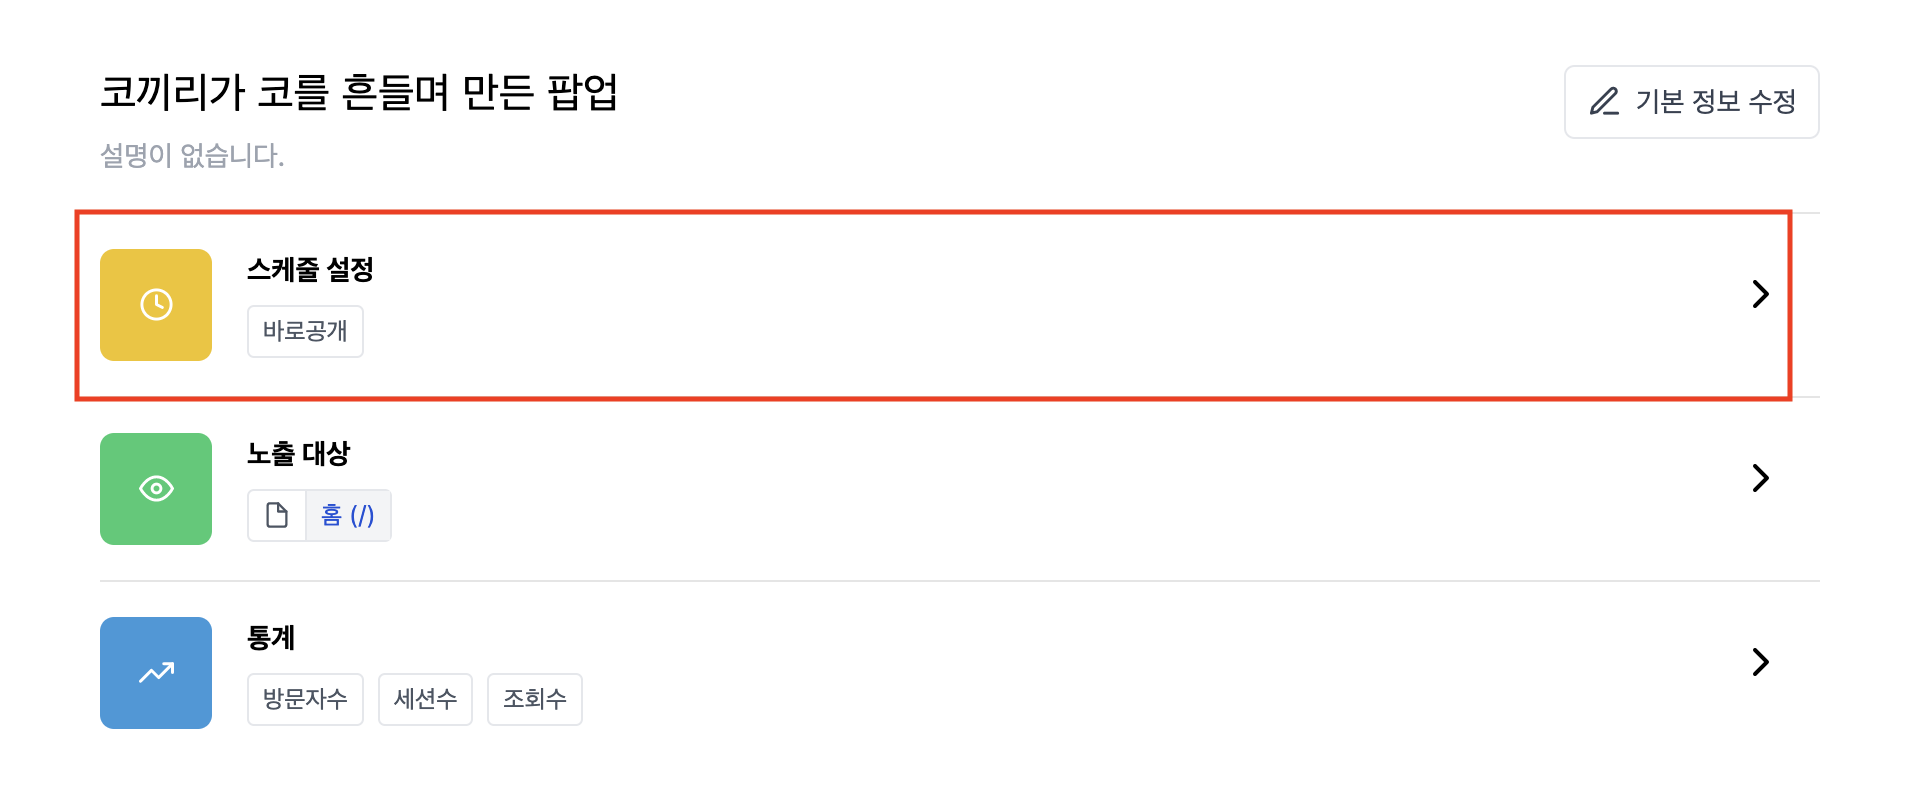 코끼리가 코를 흔들며 만든 팝업
기본 정보 수정
설명이 없습니다.
스케줄 설정
바로공개
노출 대상
홈 (/)
통계
방문자수 세션수 조회수